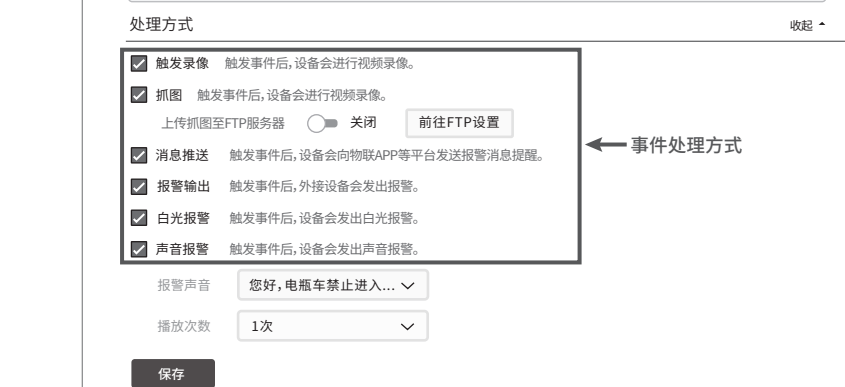 处理方式 收起
触发录像 触发事件后,设备会进行视频录像。
抓图 触发事件后,设备会进行视频录像。
上传抓图至FTP服务器 关闭 前往FTP设置
消息推送 触发事件后,设备会向物联APP等平台发送报警消息提醒。
事件处理方式
报警输出 触发事件后,外接设备会发出报警。
白光报警 触发事件后,设备会发出白光报警。
声音报警 触发事件后,设备会发出声音报警。
报警声音 您好,电瓶车禁止进入...
播放次数 1次
保存